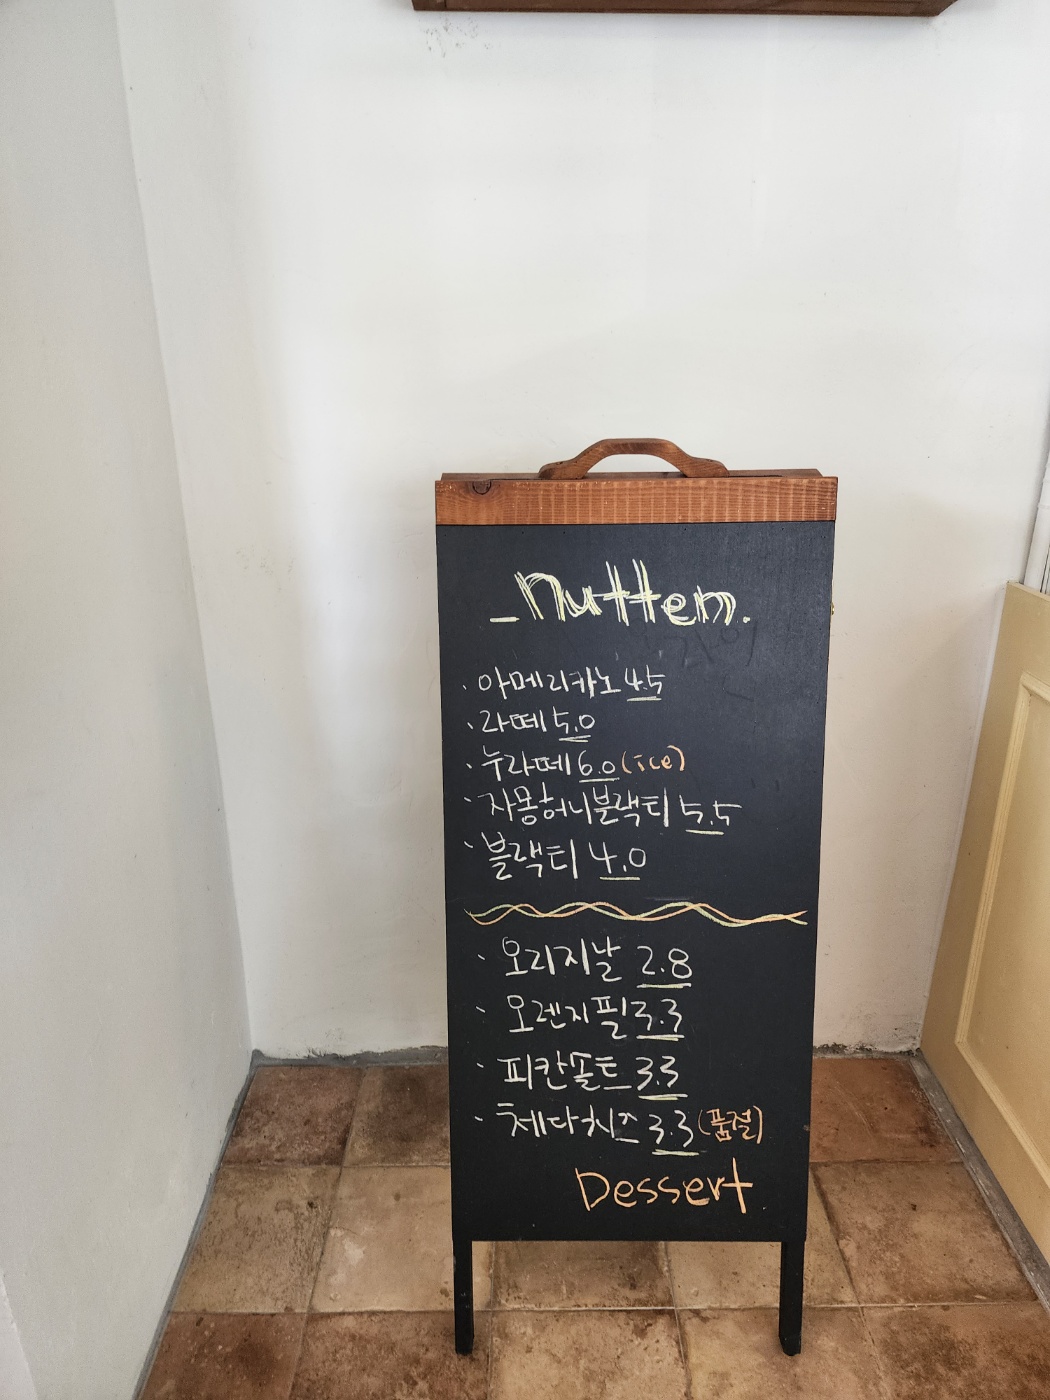 _nuttem.
· 아메리카노 4.5
· 라떼 5.0
· 누라떼 6.0 (ice)
· 자몽허니블랙티 5.5
· 블랙티 4.0
· 오리지날 2.8
· 오렌지필 3.3
· 피칸솔트 3.3
· 체다치즈 3.3 (품절)
Dessert